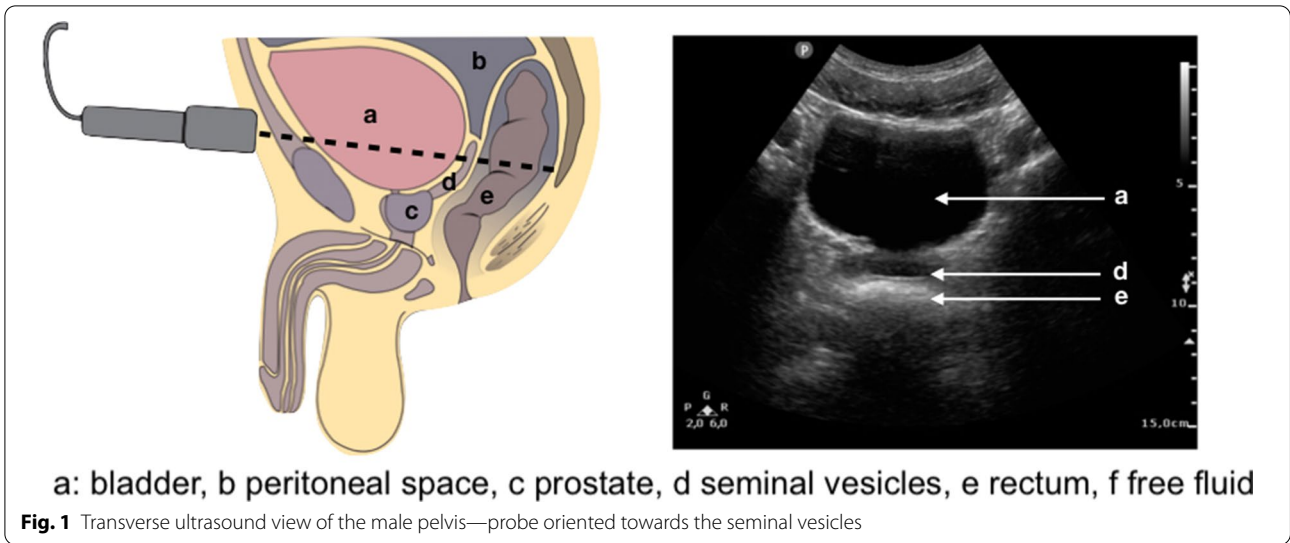 a
b
c
d
e
P
5
10
15,0cm
G
P R
2,0 6,0
a
d
e
a: bladder, b peritoneal space, c prostate, d seminal vesicles, e rectum, f free fluid
Fig. 1 Transverse ultrasound view of the male pelvis—probe oriented towards the seminal vesicles